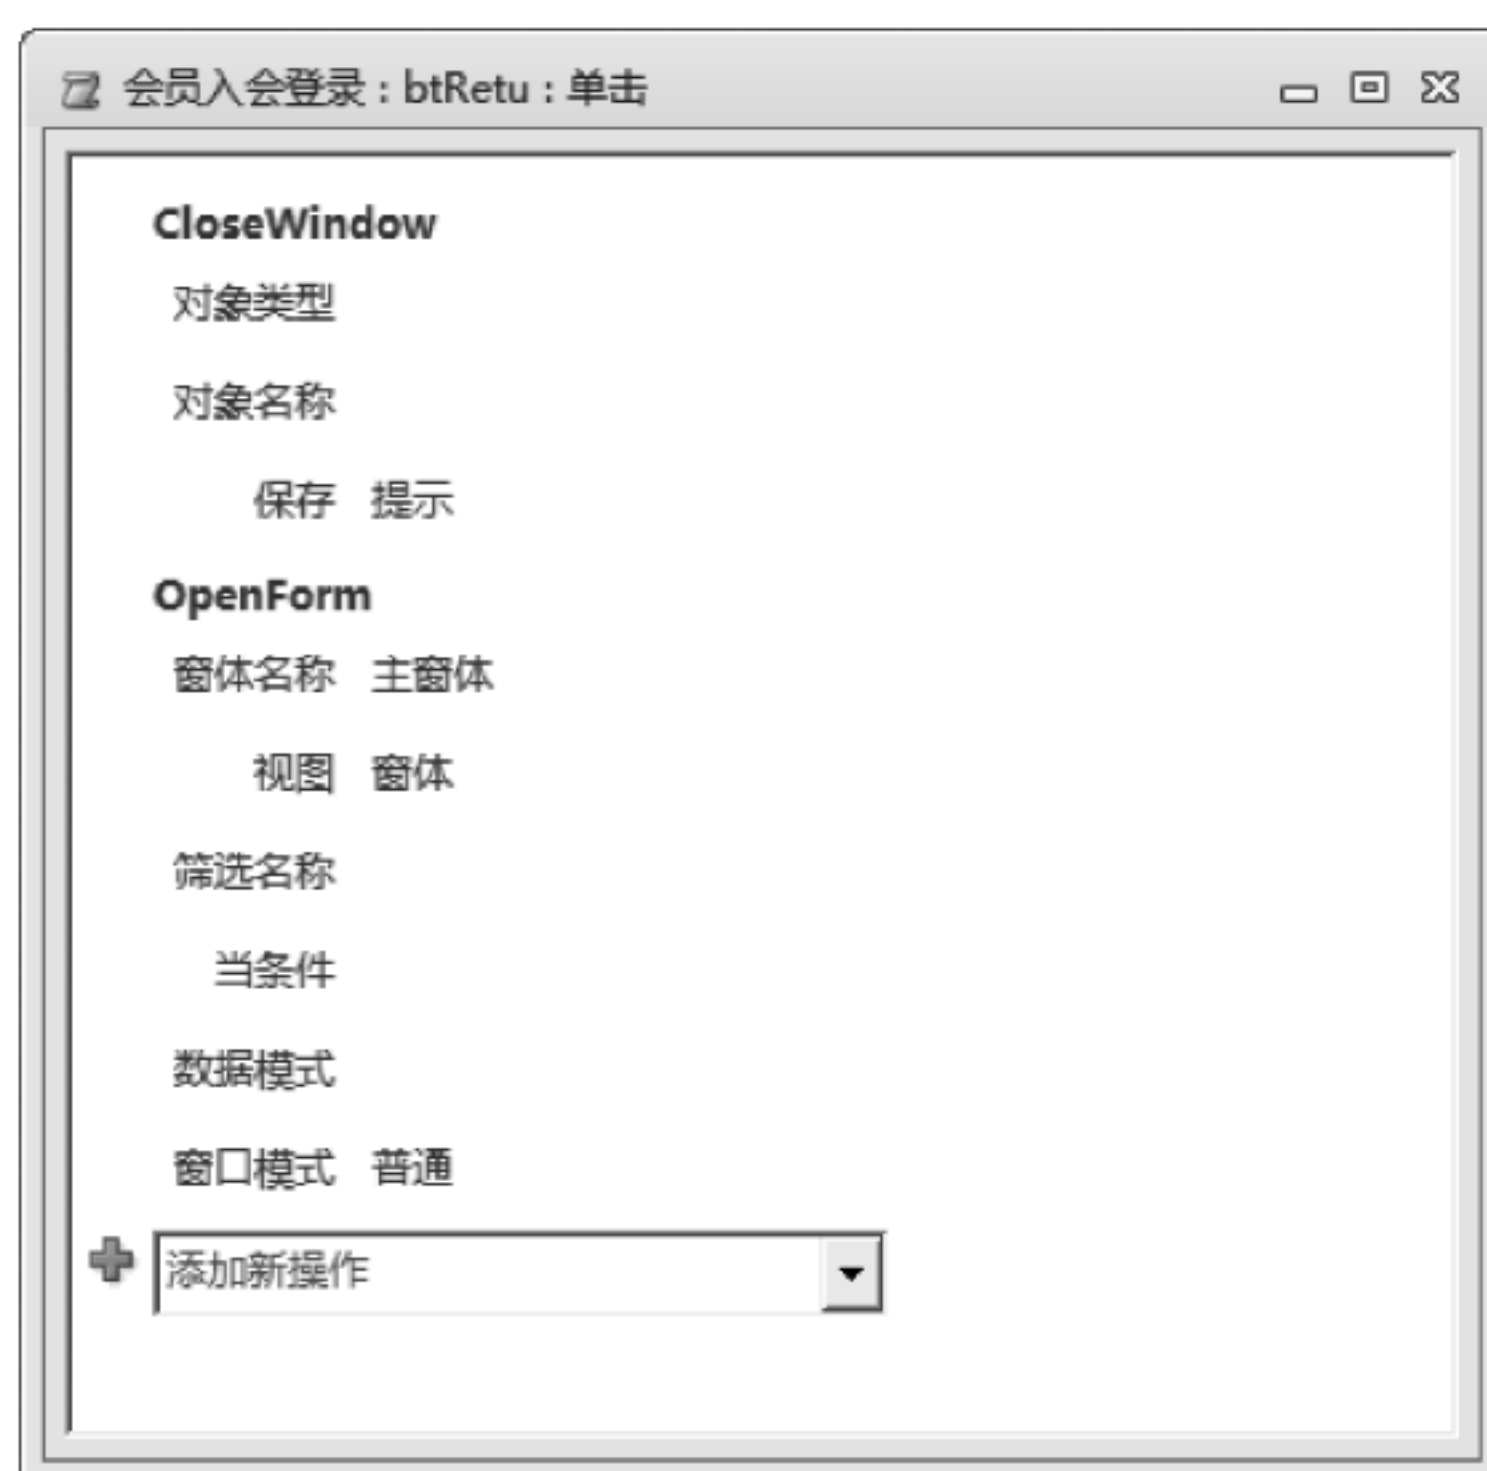 会员入会登录 : btRetu : 单击
CloseWindow
对象类型
对象名称
保存 提示
OpenForm
窗体名称 主窗体
视图 窗体
筛选名称
当条件
数据模式
窗口模式 普通
添加新操作